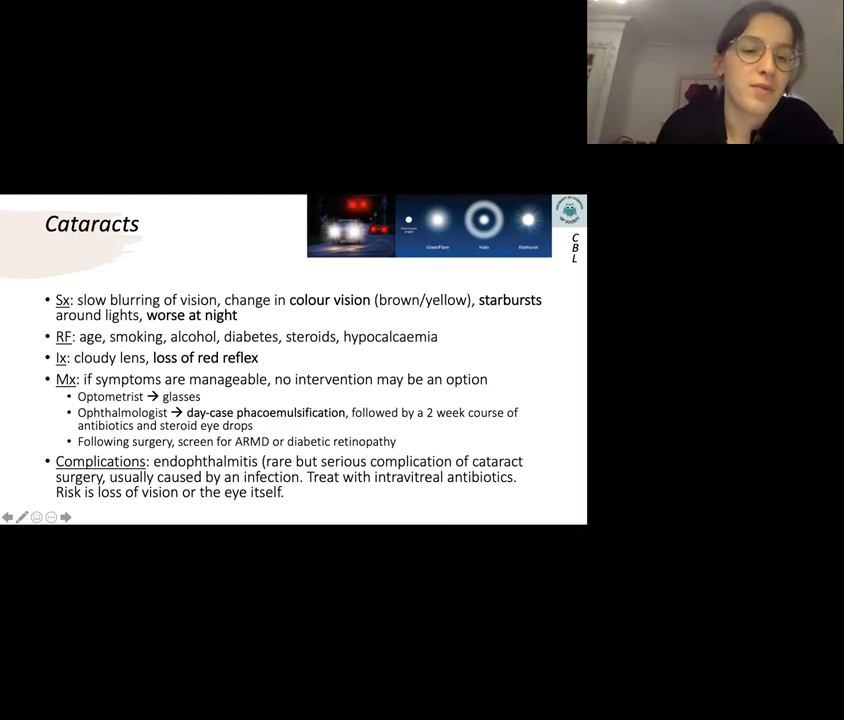 Cataracts
Glare/Flare
Halo
Starburst
C
B
L
• Sx: slow blurring of vision, change in colour vision (brown/yellow), starbursts
around lights, worse at night
• RF: age, smoking, alcohol, diabetes, steroids, hypocalcaemia
• Ix: cloudy lens, loss of red reflex
• Mx: if symptoms are manageable, no intervention may be an option
• Optometrist → glasses
• Ophthalmologist → day-case phacoemulsification, followed by a 2 week course of
antibiotics and steroid eye drops
• Following surgery, screen for ARMD or diabetic retinopathy
• Complications: endophthalmitis (rare but serious complication of cataract
surgery, usually caused by an infection. Treat with intravitreal antibiotics.
Risk is loss of vision or the eye itself.